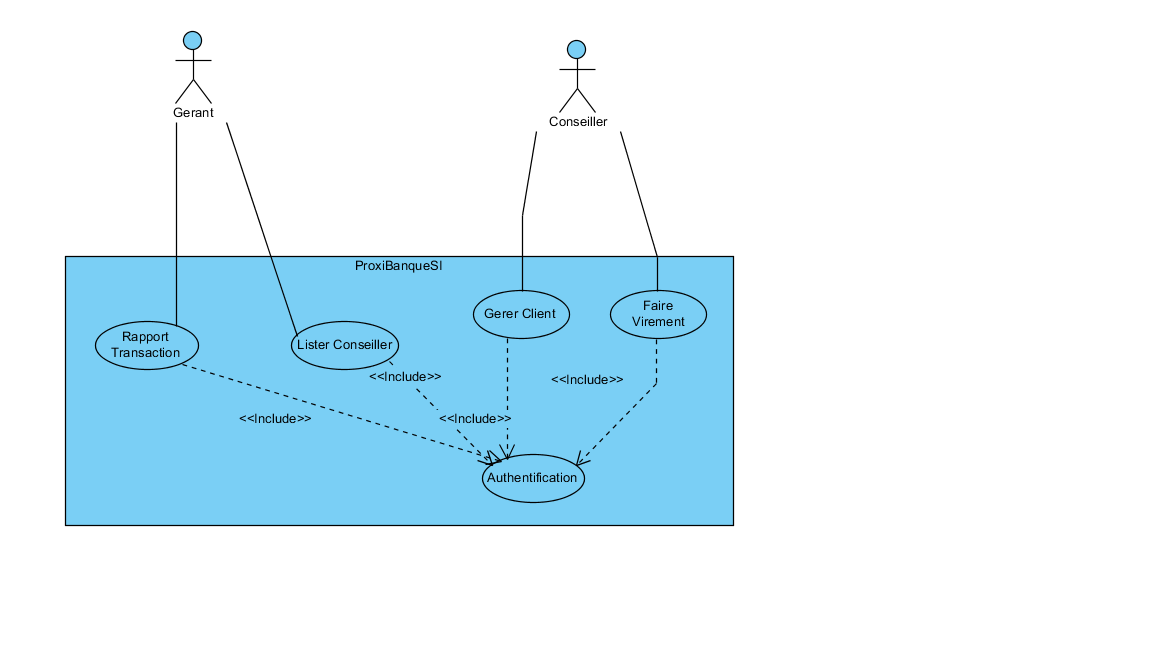 Gerant
Conseiller
ProxiBanqueSI
Gerer Client
Faire
Virement
Rapport
Transaction
Lister Conseiller
<<Include>>
<<Include>>
<<Include>>
<<Include>>
Authentification